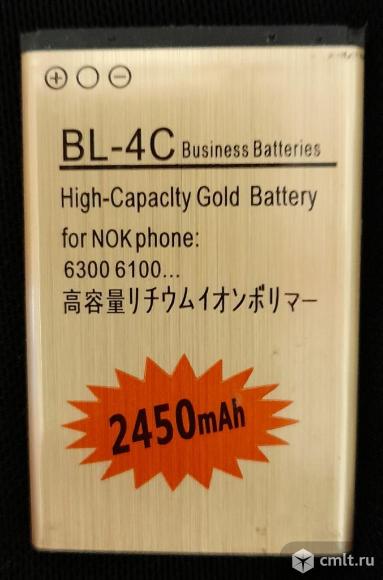 + -
BL-4C Business Batteries
High-Capaclty Gold Battery
for NOK phone:
6300 6100...
高容量リチウムイオンボリマー
2450mAh
cmlt.ru